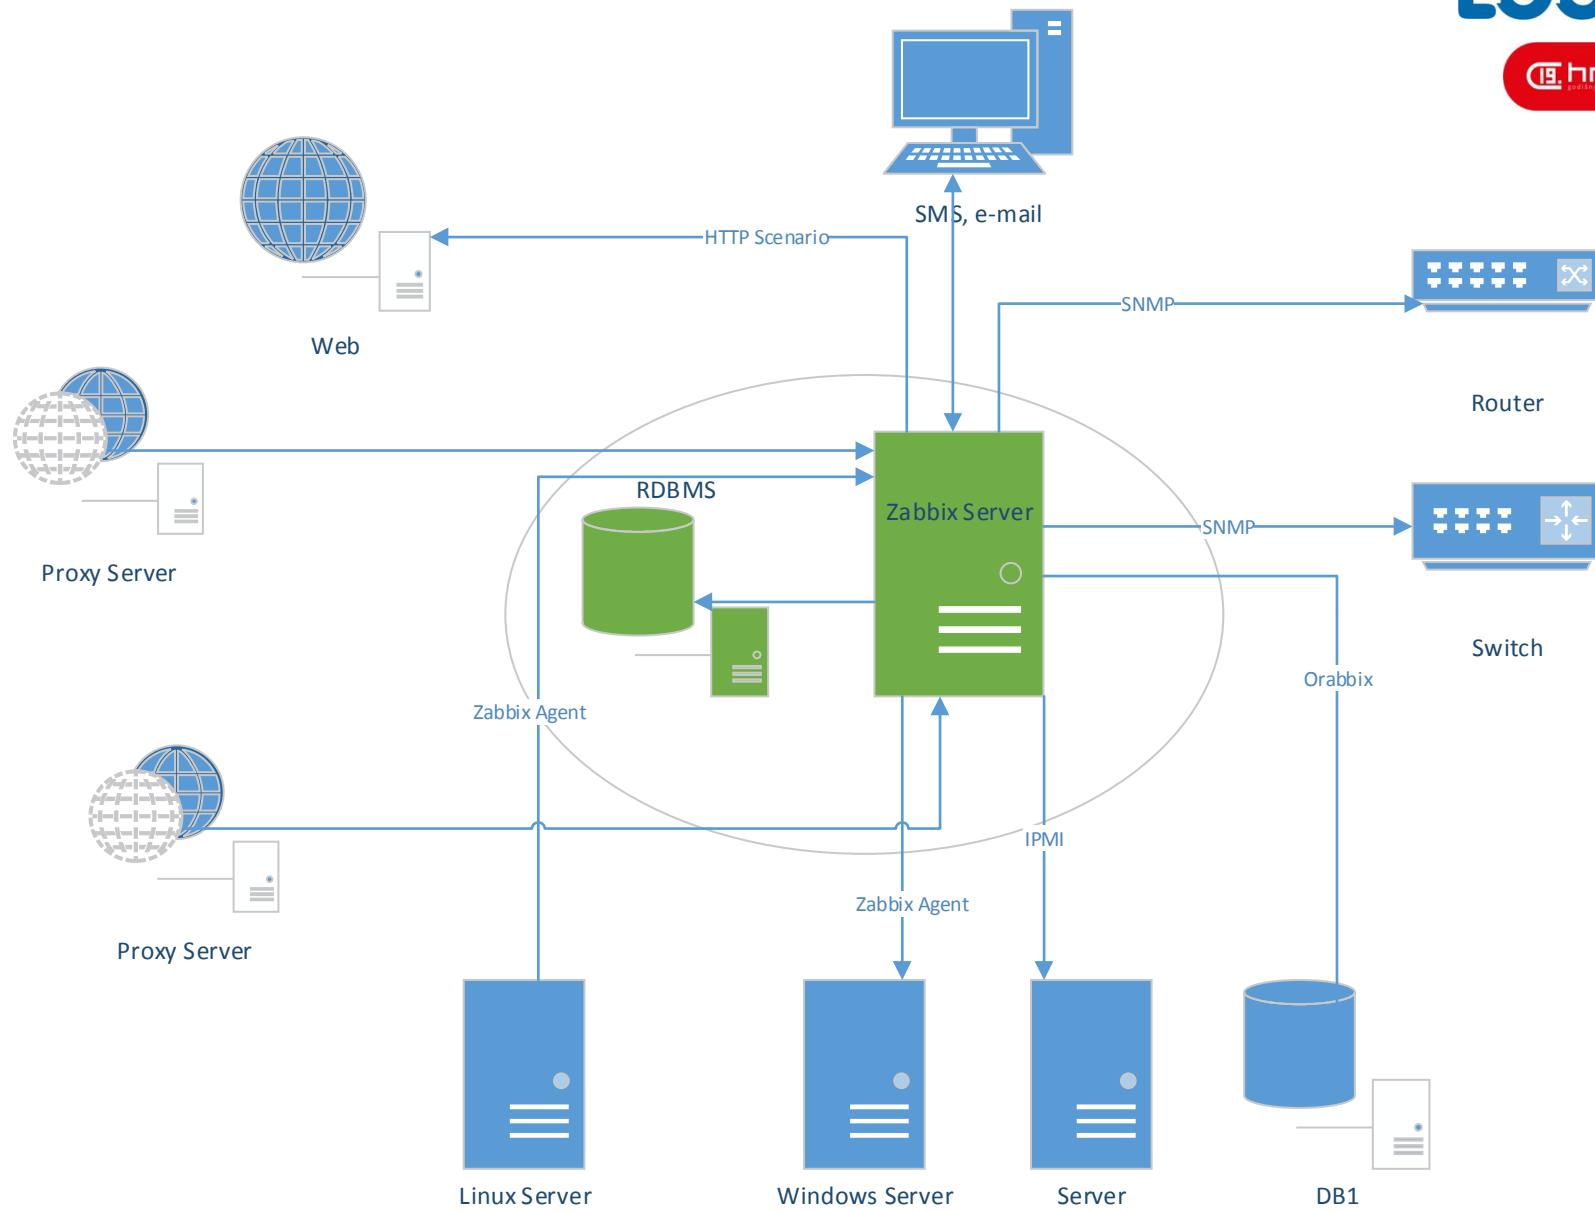 SMS, e-mail
HTTP Scenario
SNMP
Web
Router
RDBMS
Zabbix Server
SNMP
Proxy Server
Switch
Orabbix
Zabbix Agent
IPMI
Zabbix Agent
Proxy Server
Linux Server
Windows Server
Server
DB1